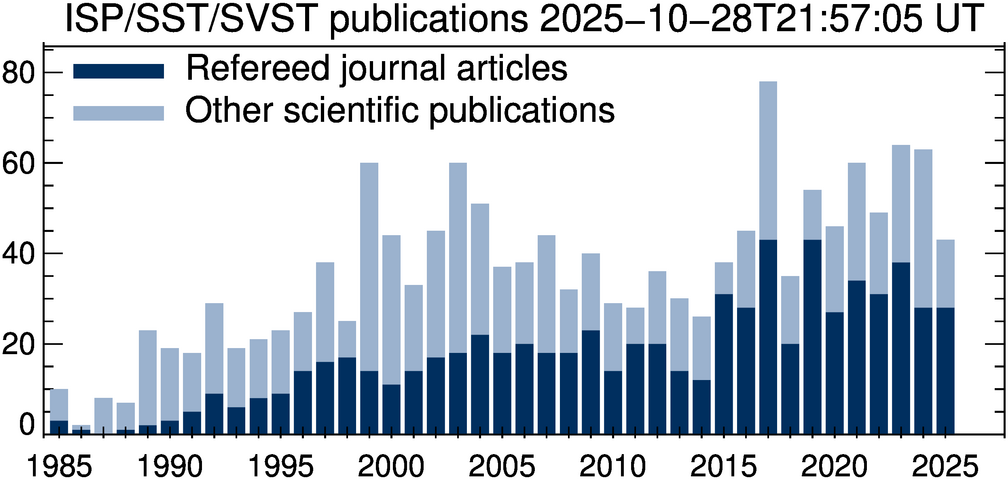 ISP/SST/SVST publications 2025−10−28T21:57:05 UT
Refereed journal articles
Other scientific publications
80
60
40
20
0
1985 1990 1995 2000 2005 2010 2015 2020 2025